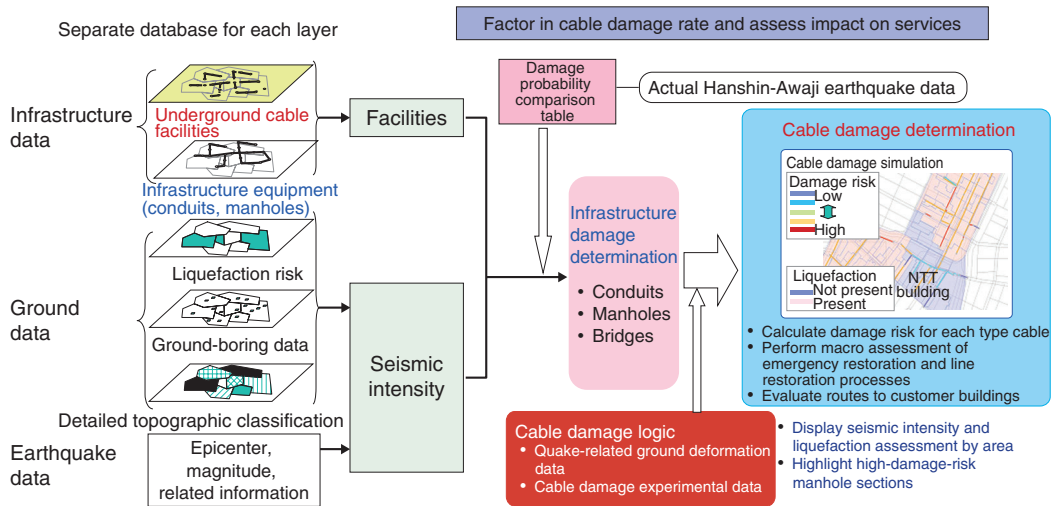 Separate database for each layer
Factor in cable damage rate and assess impact on services
Infrastructure
data
Underground cable
facilities
Infrastructure equipment
(conduits, manholes)
Ground
data
Liquefaction risk
Ground-boring data
Detailed topographic classification
Earthquake
data
Epicenter,
magnitude,
related information
Facilities
Seismic
intensity
Damage
probability
comparison
table
Actual Hanshin-Awaji earthquake data
Infrastructure
damage
determination
• Conduits
• Manholes
• Bridges
Cable damage logic
• Quake-related ground deformation
data
• Cable damage experimental data
Cable damage determination
Cable damage simulation
Damage risk
Low
High
Liquefaction
Not present
Present
NTT
building
• Calculate damage risk for each type cable
• Perform macro assessment of
emergency restoration and line
restoration processes
• Evaluate routes to customer buildings
• Display seismic intensity and
liquefaction assessment by area
• Highlight high-damage-risk
manhole sections